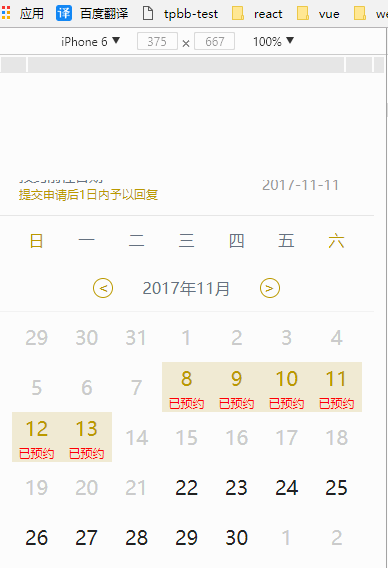 应用 译 百度翻译 tpbb-test react vue we
iPhone 6 ▼ 375 × 667 100% ▼
2017-11-11
提交申请后1日内予以回复
日 一 二 三 四 五 六
< 2017年11月 >
29 30 31 1 2 3 4
5 6 7 8 9 10 11
已预约 已预约 已预约 已预约
12 13 14 15 16 17 18
已预约 已预约
19 20 21 22 23 24 25
26 27 28 29 30 1 2